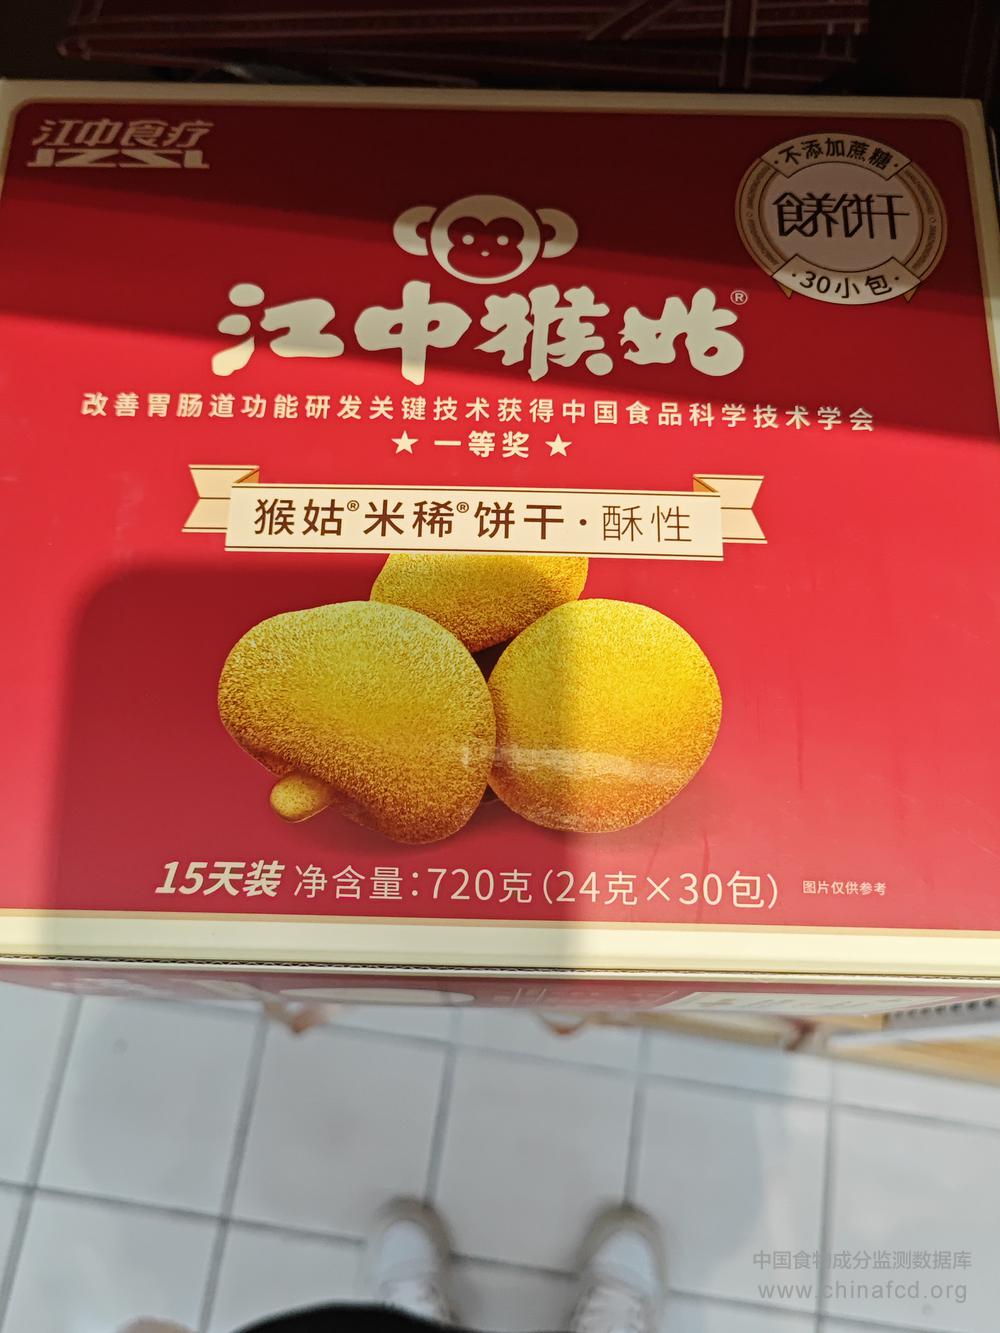 江中食疗
JZSL
不添加蔗糖
食养饼干
·30小包·
江中猴姑®
改善胃肠道功能研发关键技术获得中国食品科学技术学会
★ 一等奖 ★
猴姑®米稀®饼干·酥性
15天装 净含量:720克(24克×30包) 图片仅供参考
中国食物成分监测数据库
www.chinafcd.org